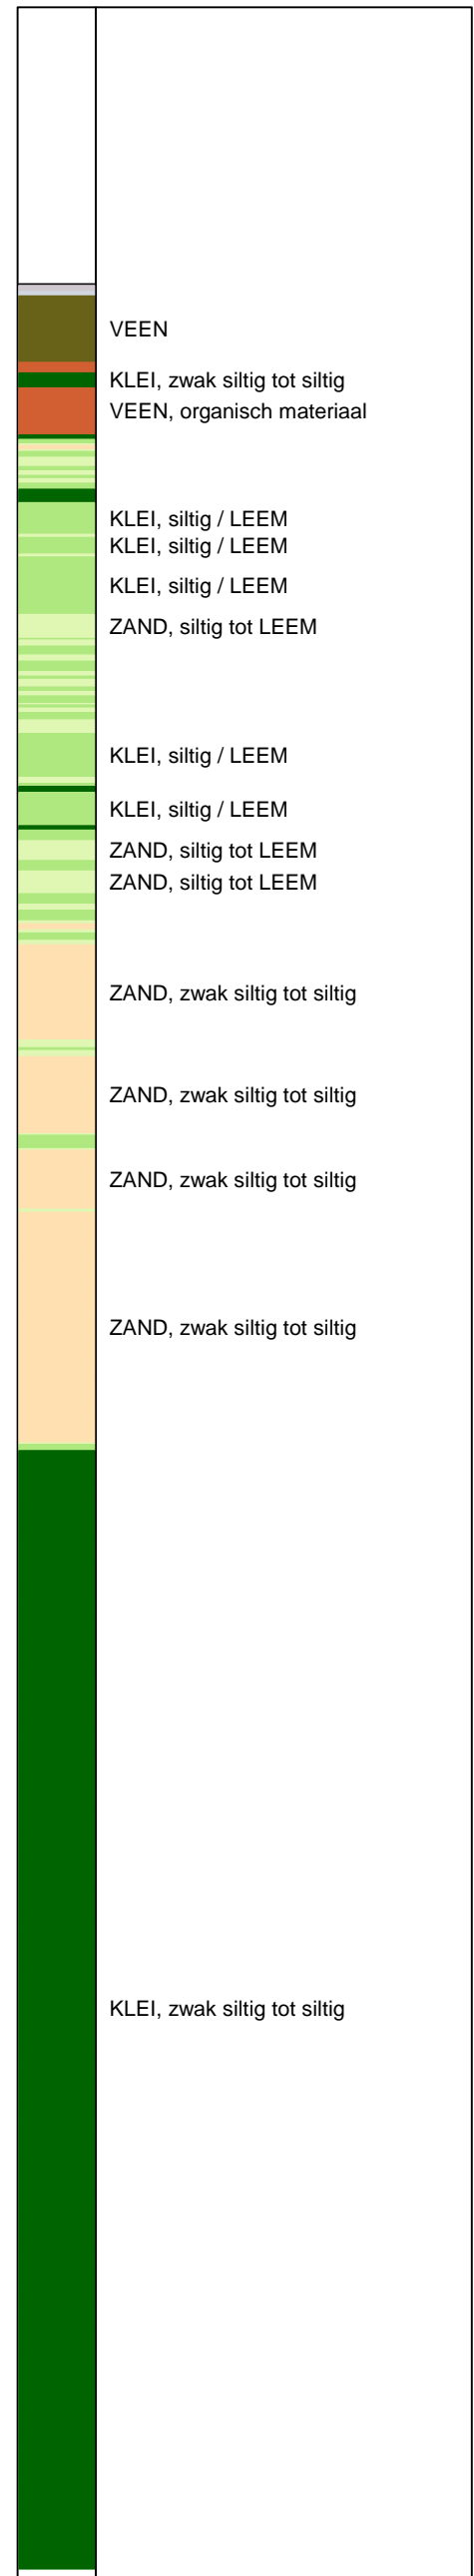 VEEN
KLEI, zwak siltig tot siltig
VEEN, organisch materiaal
KLEI, siltig / LEEM
KLEI, siltig / LEEM
KLEI, siltig / LEEM
ZAND, siltig tot LEEM
KLEI, siltig / LEEM
KLEI, siltig / LEEM
ZAND, siltig tot LEEM
ZAND, siltig tot LEEM
ZAND, zwak siltig tot siltig
ZAND, zwak siltig tot siltig
ZAND, zwak siltig tot siltig
ZAND, zwak siltig tot siltig
KLEI, zwak siltig tot siltig